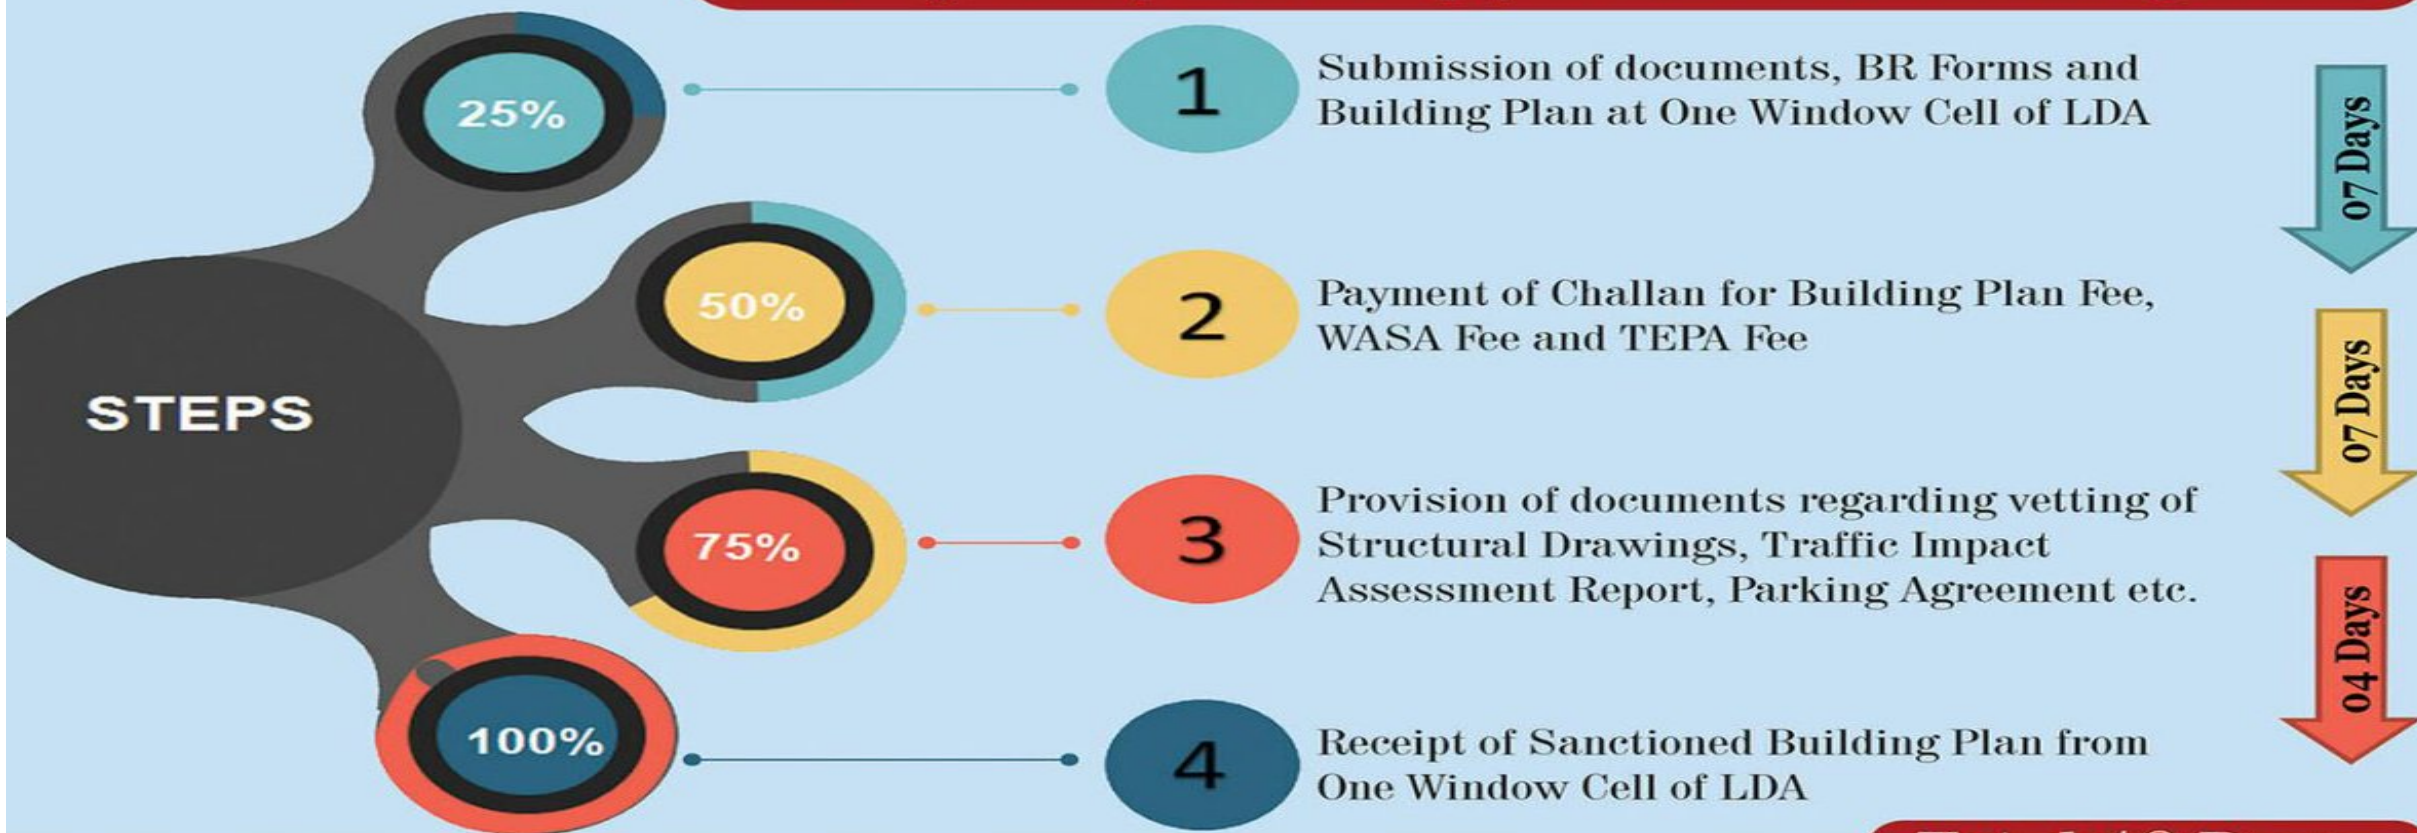 STEPS
25%
1
Submission of documents, BR Forms and
Building Plan at One Window Cell of LDA
07 Days
50%
2
Payment of Challan for Building Plan Fee,
WASA Fee and TEPA Fee
07 Days
75%
3
Provision of documents regarding vetting of
Structural Drawings, Traffic Impact
Assessment Report, Parking Agreement etc.
04 Days
100%
4
Receipt of Sanctioned Building Plan from
One Window Cell of LDA